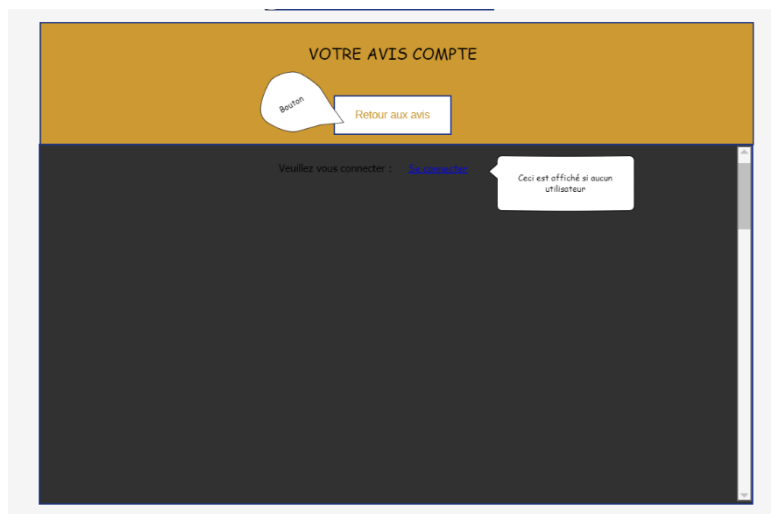 VOTRE AVIS COMPTE
Bouton
Retour aux avis
Veuillez vous connecter : Se connecter
Ceci est affiché si aucun
utilisateur